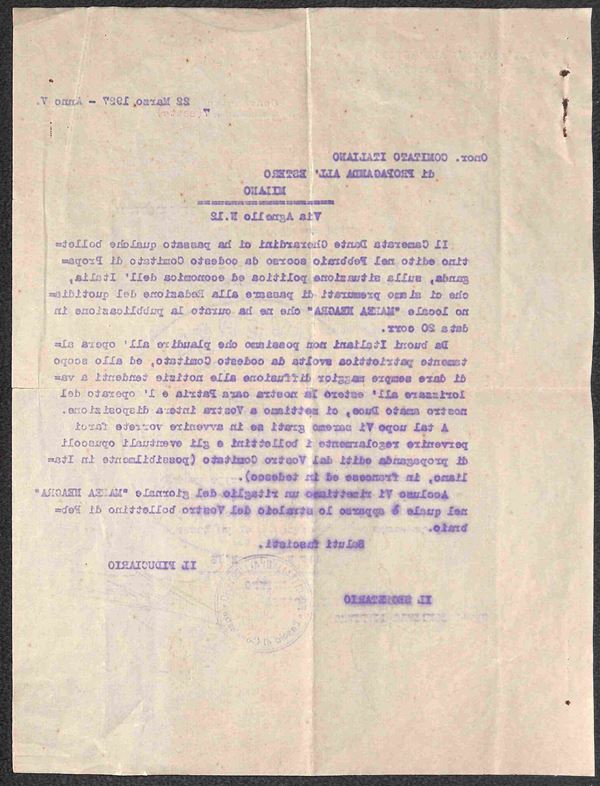 22 Marzo, 1927 - Anno V.
7
Onor. COMITATO ITALIANO
di PROPAGANDA ALL' ESTERO
MILANO
Via Agnello N.12
Il Camerata Dante Gherardini ci ha passato qualche bollet=
tino edito nel Febbraio scorso da codesto Comitato di Propa=
ganda, sulla situazione politica ed economica dell' Italia,
che ci siamo premurati di passare alla Redazione del quotidia=
no locale "MALKA HEAGRA" che ne ha curato la pubblicazione in
data 20 corr.
Da buoni Italiani non possiamo che plaudire all' opera al=
tamente patriottica svolta da codesto Comitato, ed allo scopo
di dare sempre maggior diffusione alle notizie tendenti a va=
lorizzare all' estero la nostra cara Patria e l' operato del
nostro amato Duce, ci mettiamo a Vostra intera disposizione.
A tal uopo Vi saremo grati se in avvenire vorrete farci
pervenire regolarmente i bollettini e gli eventuali opuscoli
di propaganda editi dal Vostro Comitato (possibilmente in Ita=
liano, in francese ed in tedesco).
Accluso Vi rimettiamo un ritaglio del giornale
nel quale è apparso lo stralcio del Vostro bollettino di Feb=
braio.
Saluti fascisti.
IL FIDUCIARIO
IL SEGRETARIO